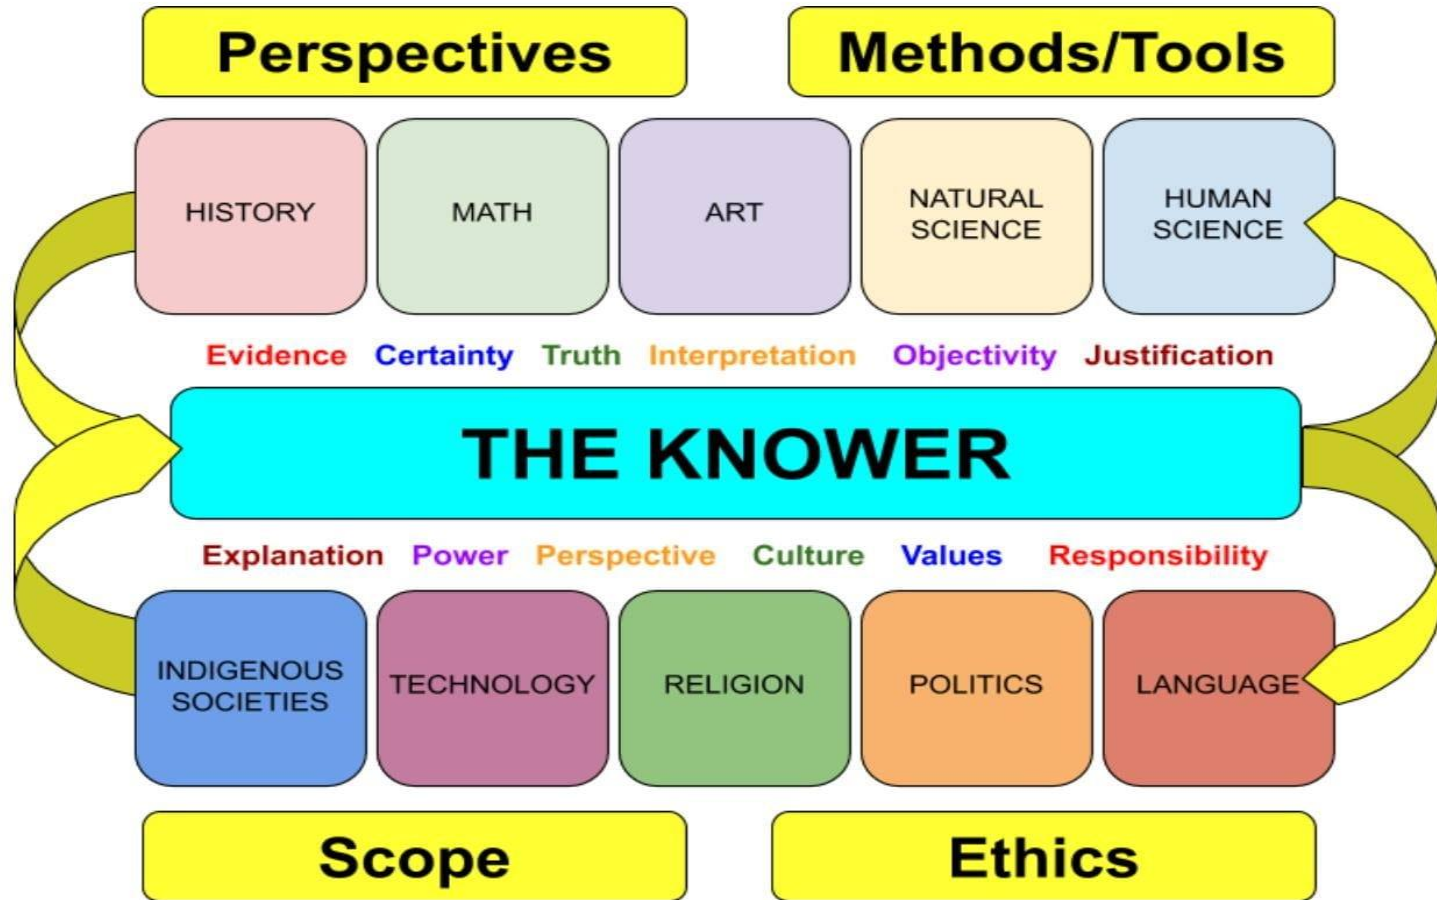 Perspectives
Methods/Tools
HISTORY
MATH
ART
NATURAL
SCIENCE
HUMAN
SCIENCE
Evidence Certainty Truth Interpretation Objectivity Justification
THE KNOWER
Explanation Power Perspective Culture Values Responsibility
INDIGENOUS
SOCIETIES
TECHNOLOGY
RELIGION
POLITICS
LANGUAGE
Scope
Ethics